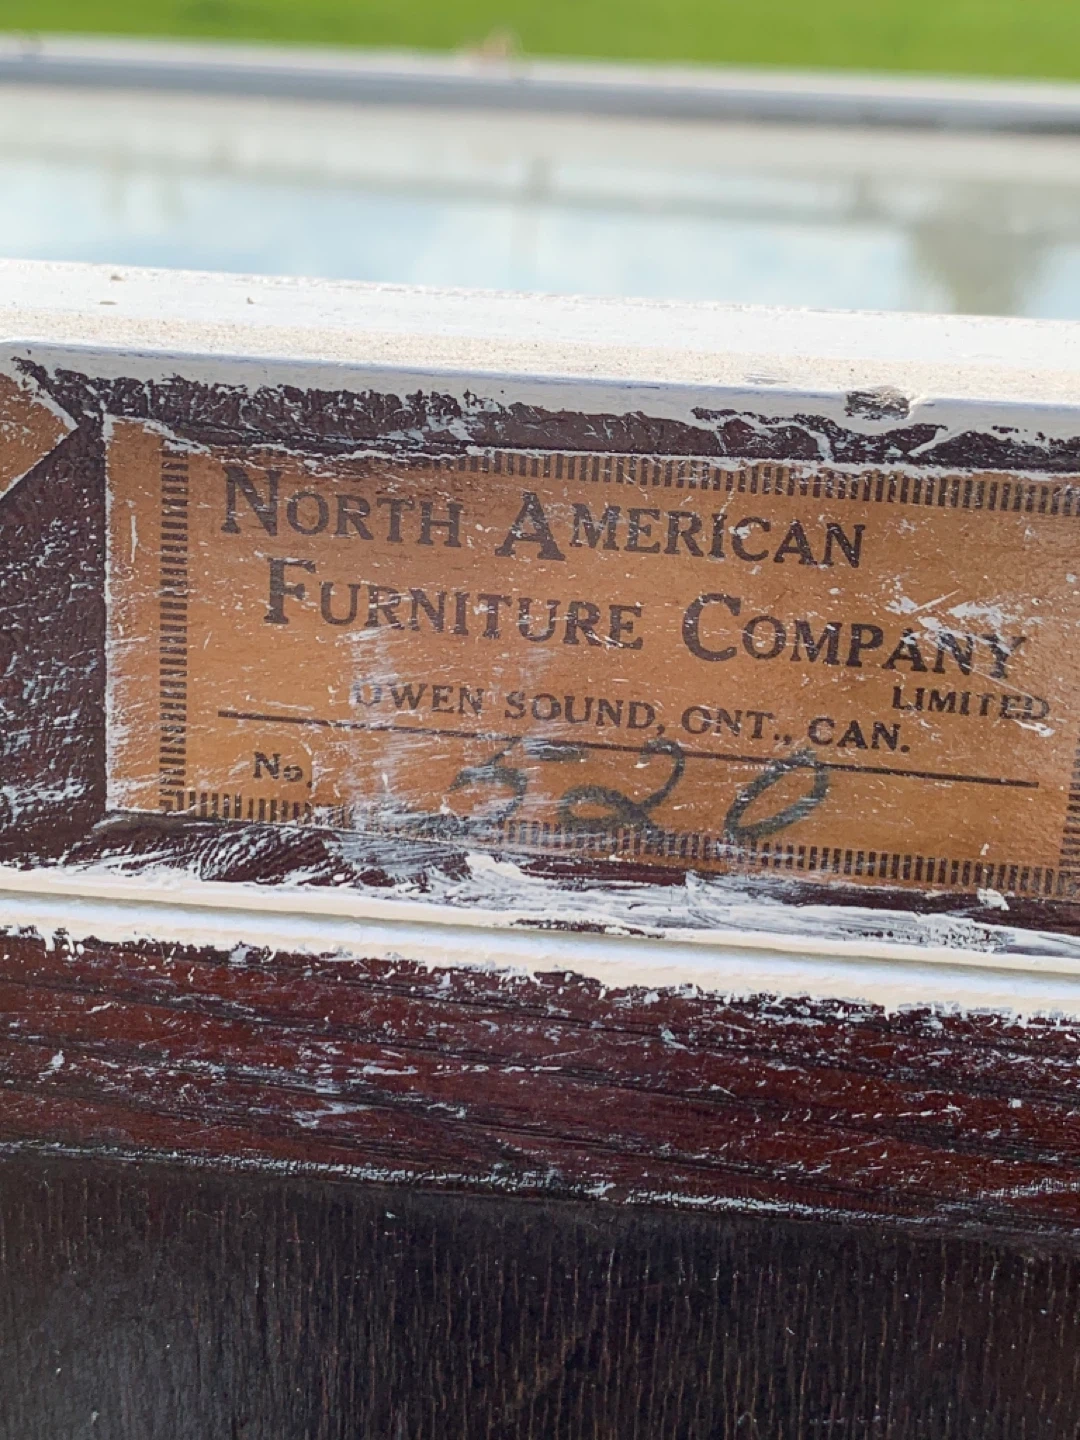 NORTH AMERICAN
FURNITURE COMPANY
LIMITED
OWEN SOUND, ONT., CAN.
No. 520